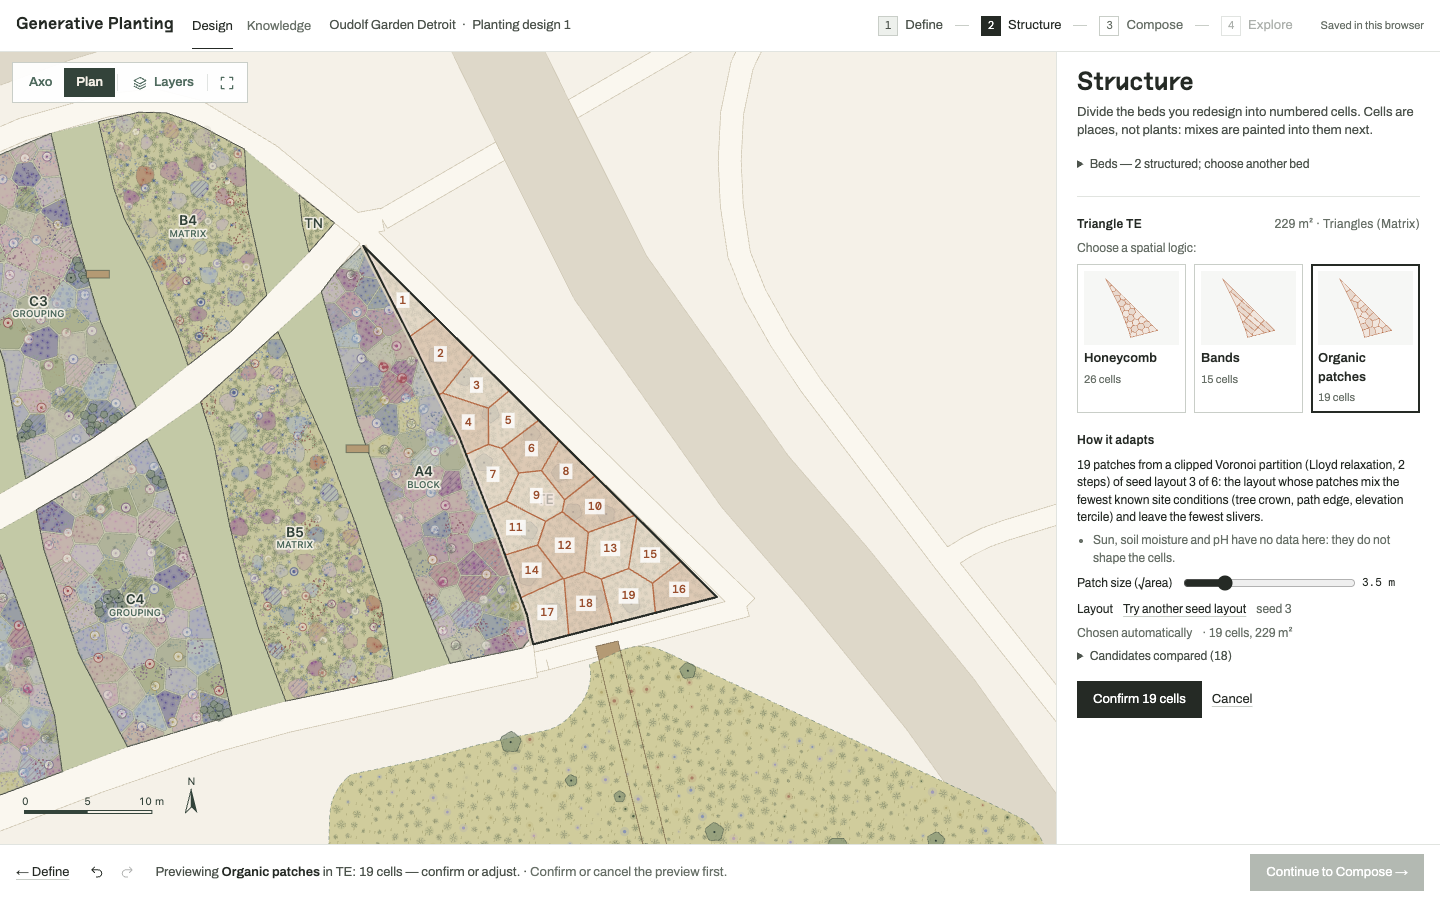 Generative Planting
Design
Knowledge
Oudolf Garden Detroit · Planting design 1
1 Define
2 Structure
3 Compose
4 Explore
Saved in this browser
Axo
Plan
Layers
B4
MATRIX
TN
C3
GROUPING
A4
BLOCK
B5
MATRIX
C4
GROUPING
1
2
3
4
5
6
7
8
9
10
11
12
13
14
15
16
17
18
19
0 5 10 m
N
Structure
Divide the beds you redesign into numbered cells. Cells are
places, not plants: mixes are painted into them next.
Beds — 2 structured; choose another bed
Triangle TE
229 m² · Triangles (Matrix)
Choose a spatial logic:
Honeycomb
26 cells
Bands
15 cells
Organic
patches
19 cells
How it adapts
19 patches from a clipped Voronoi partition (Lloyd relaxation, 2
steps) of seed layout 3 of 6: the layout whose patches mix the
fewest known site conditions (tree crown, path edge, elevation
tercile) and leave the fewest slivers.
• Sun, soil moisture and pH have no data here: they do not
shape the cells.
Patch size (√area) 3.5 m
Layout Try another seed layout seed 3
Chosen automatically · 19 cells, 229 m²
Candidates compared (18)
Confirm 19 cells
Cancel
← Define
Previewing Organic patches in TE: 19 cells — confirm or adjust. · Confirm or cancel the preview first.
Continue to Compose →